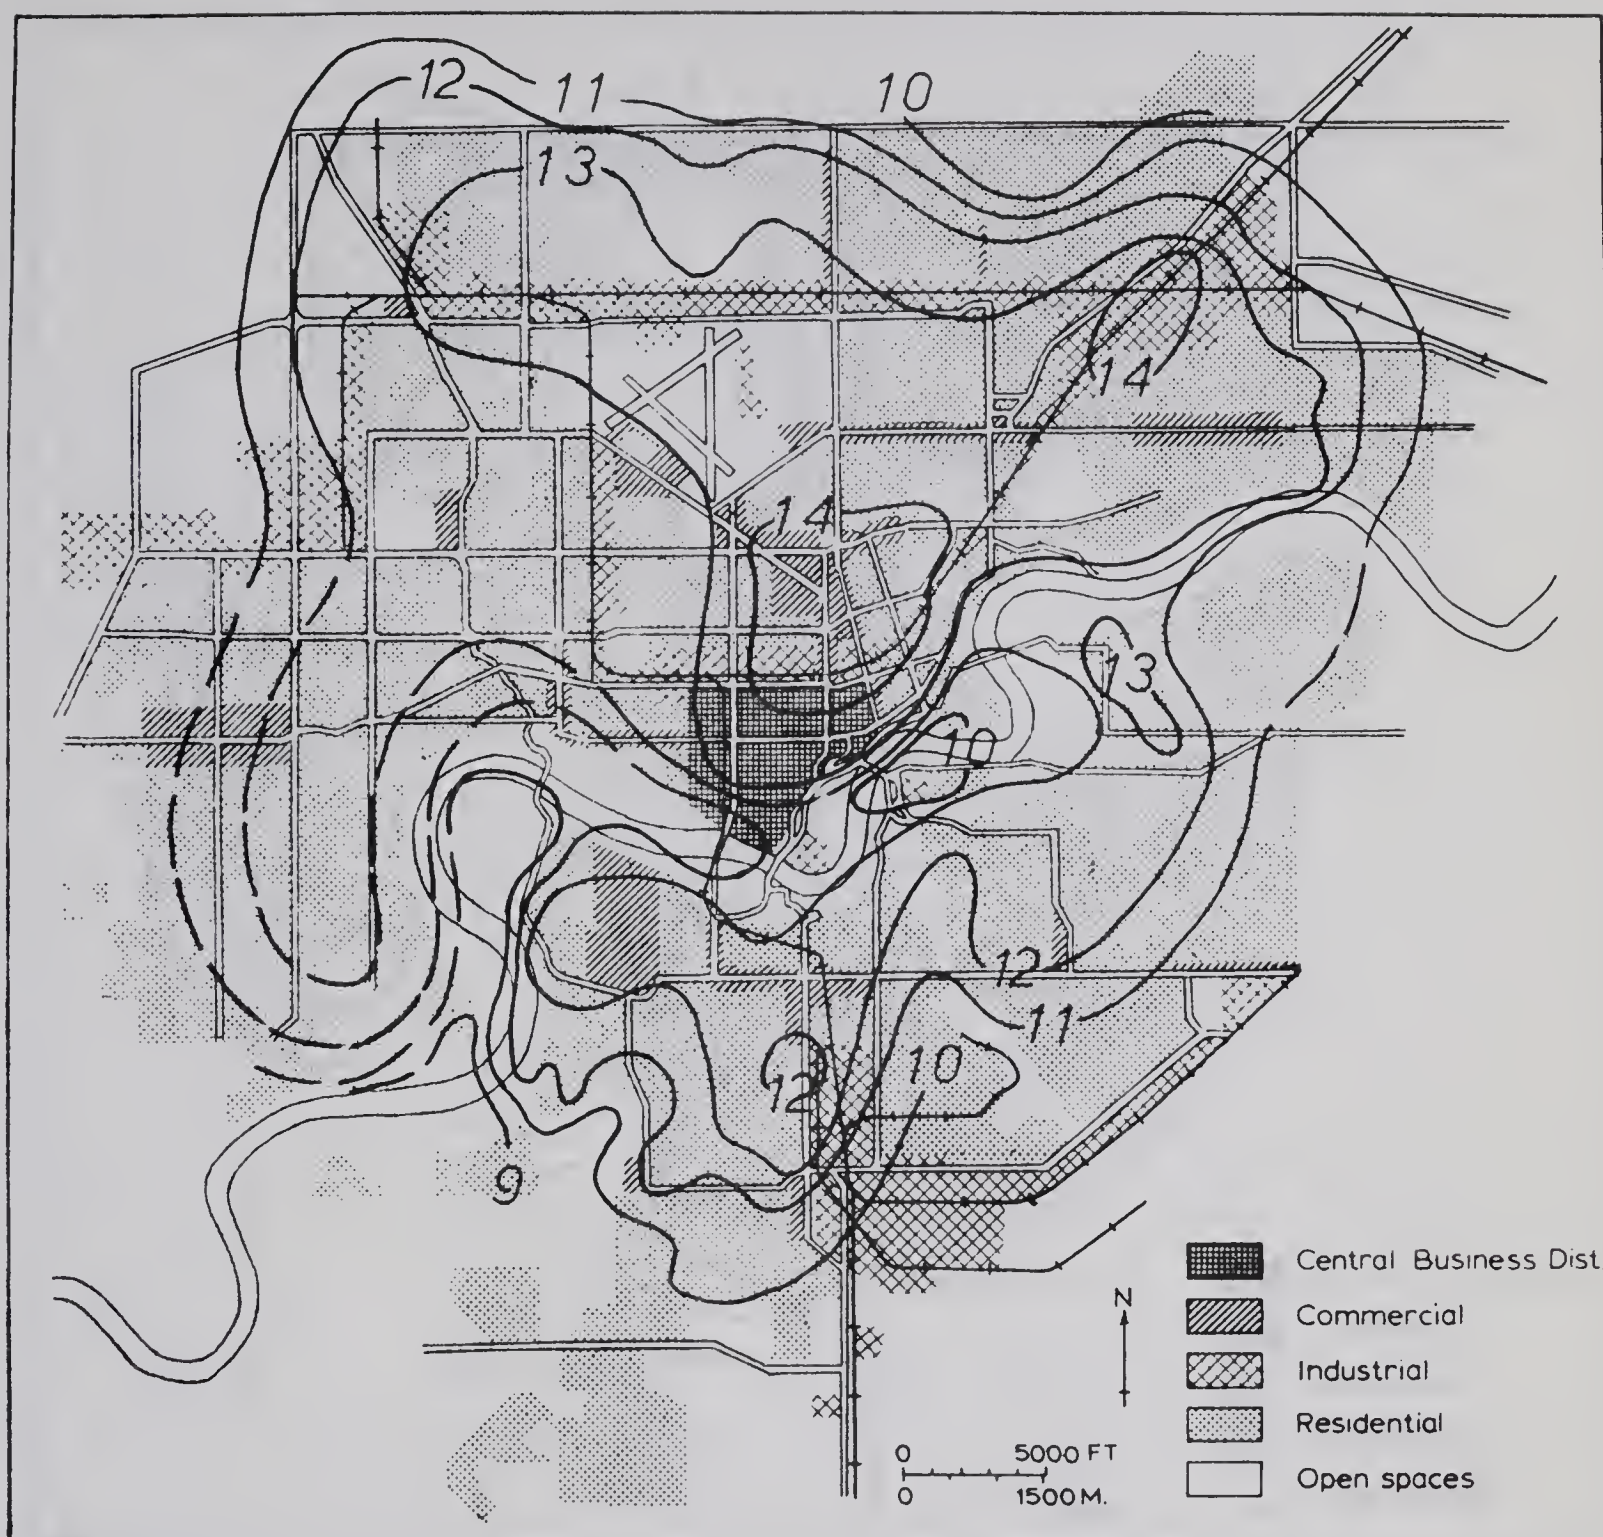 12
11
10
13
14
14
13
10
12
11
10
12
9
Central Business Dist.
N
Commercial
Industrial
0 5000 FT
Residential
0 1500 M.
Open spaces